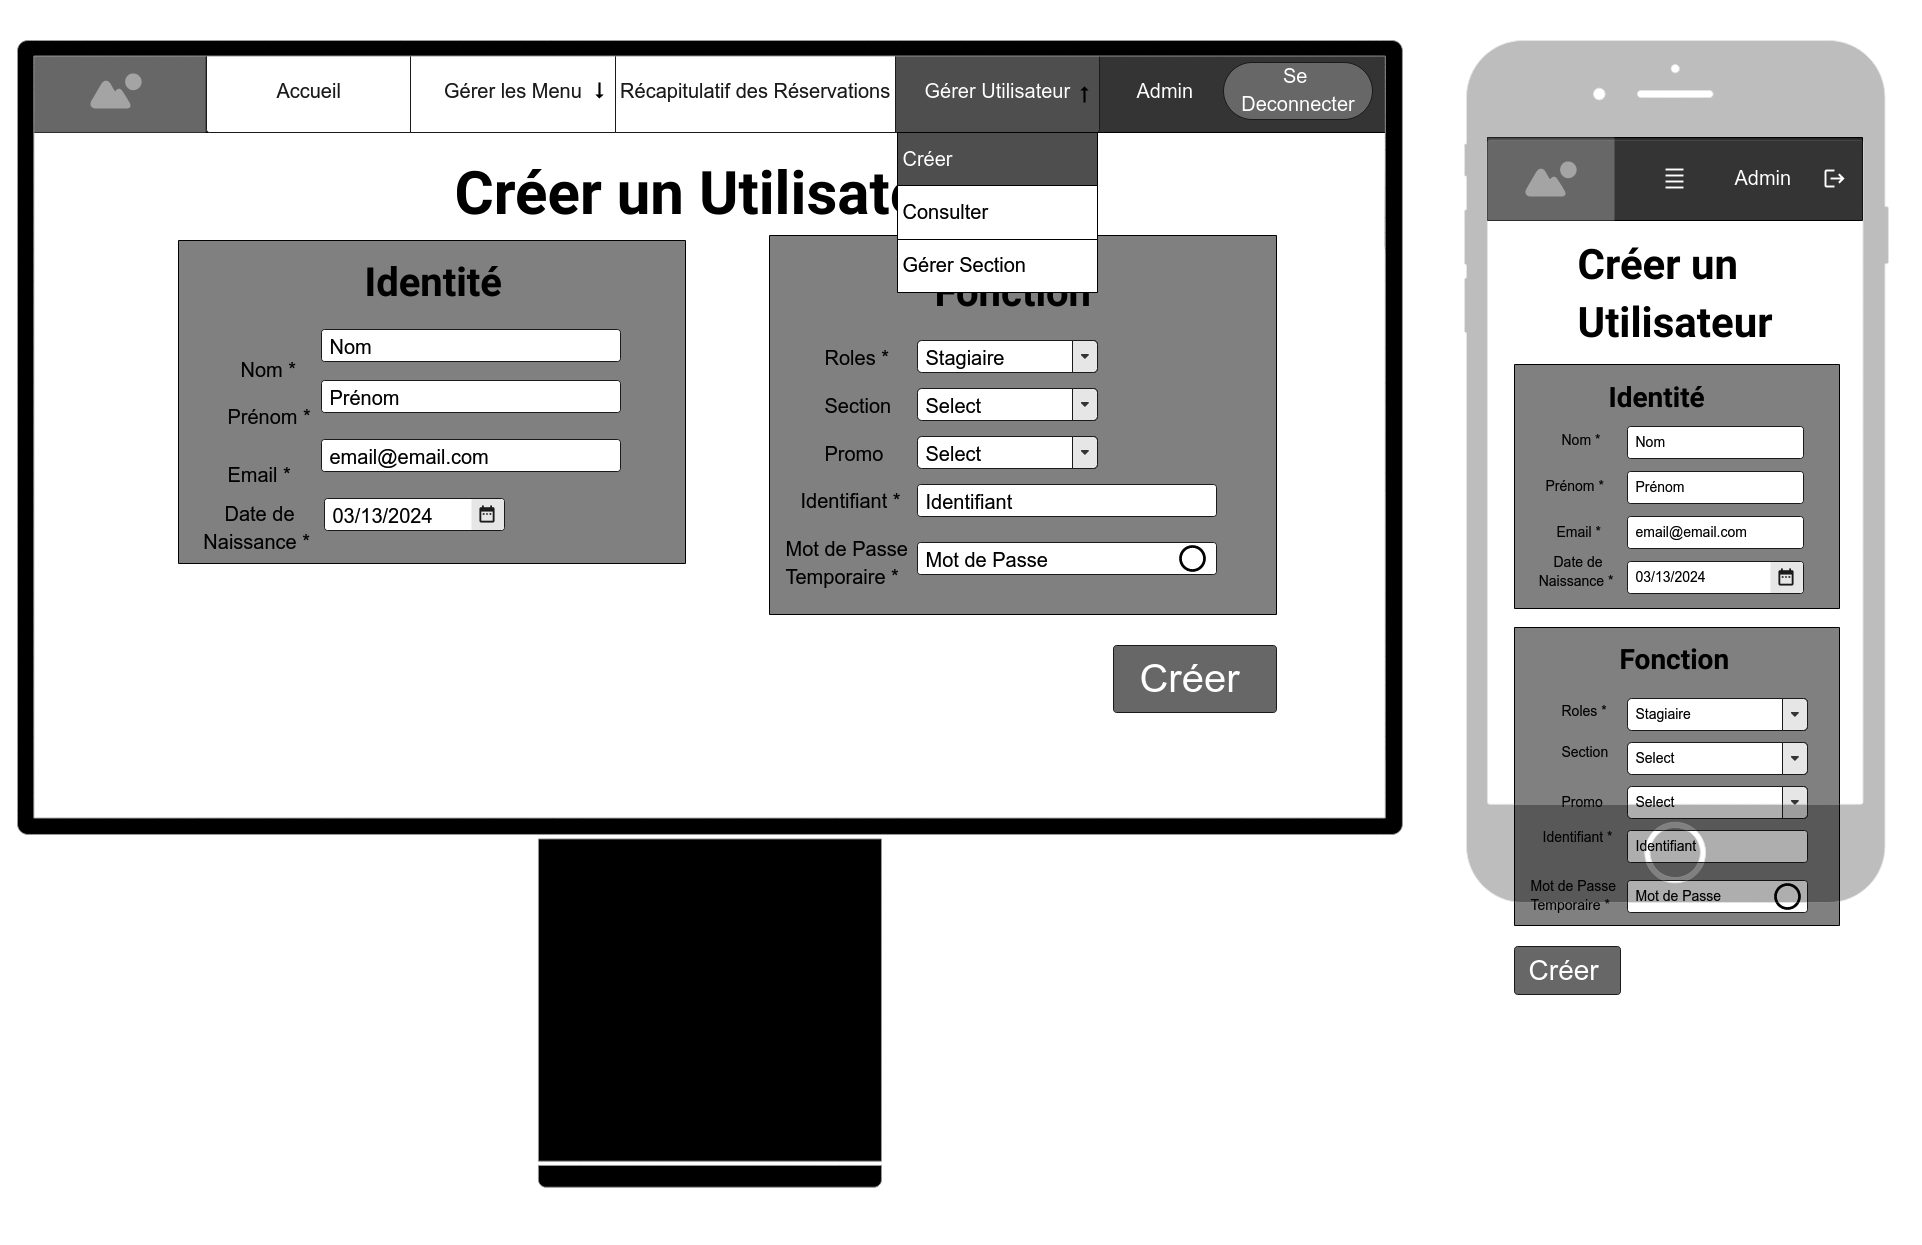 Accueil
Gérer les Menu
Récapitulatif des Réservations
Gérer Utilisateur
Admin
Se
Deconnecter
Créer
Consulter
Gérer Section
Créer un Utilisate
Identité
Nom *
Nom
Prénom *
Prénom
Email *
email@email.com
Date de
Naissance *
03/13/2024
Fonction
Roles *
Stagiaire
Section
Select
Promo
Select
Identifiant *
Identifiant
Mot de Passe
Temporaire *
Mot de Passe
Créer
Admin
Créer un
Utilisateur
Identité
Nom *
Nom
Prénom *
Prénom
Email *
email@email.com
Date de
Naissance *
03/13/2024
Fonction
Roles *
Stagiaire
Section
Select
Promo
Select
Identifiant *
Identifiant
Mot de Passe
Temporaire *
Mot de Passe
Créer